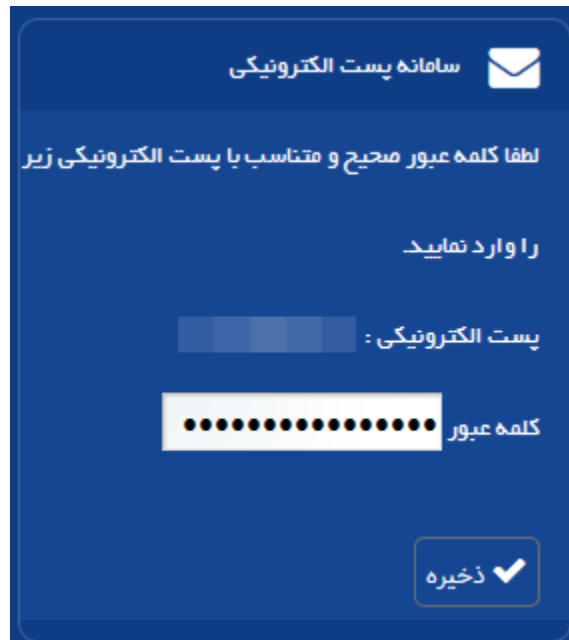 سامانه پست الکترونیکی
لطفا کلمه عبور صحیح و متناسب با پست الکترونیکی زیر
را وارد نمایید.
پست الکترونیکی :
کلمه عبور
ذخیره